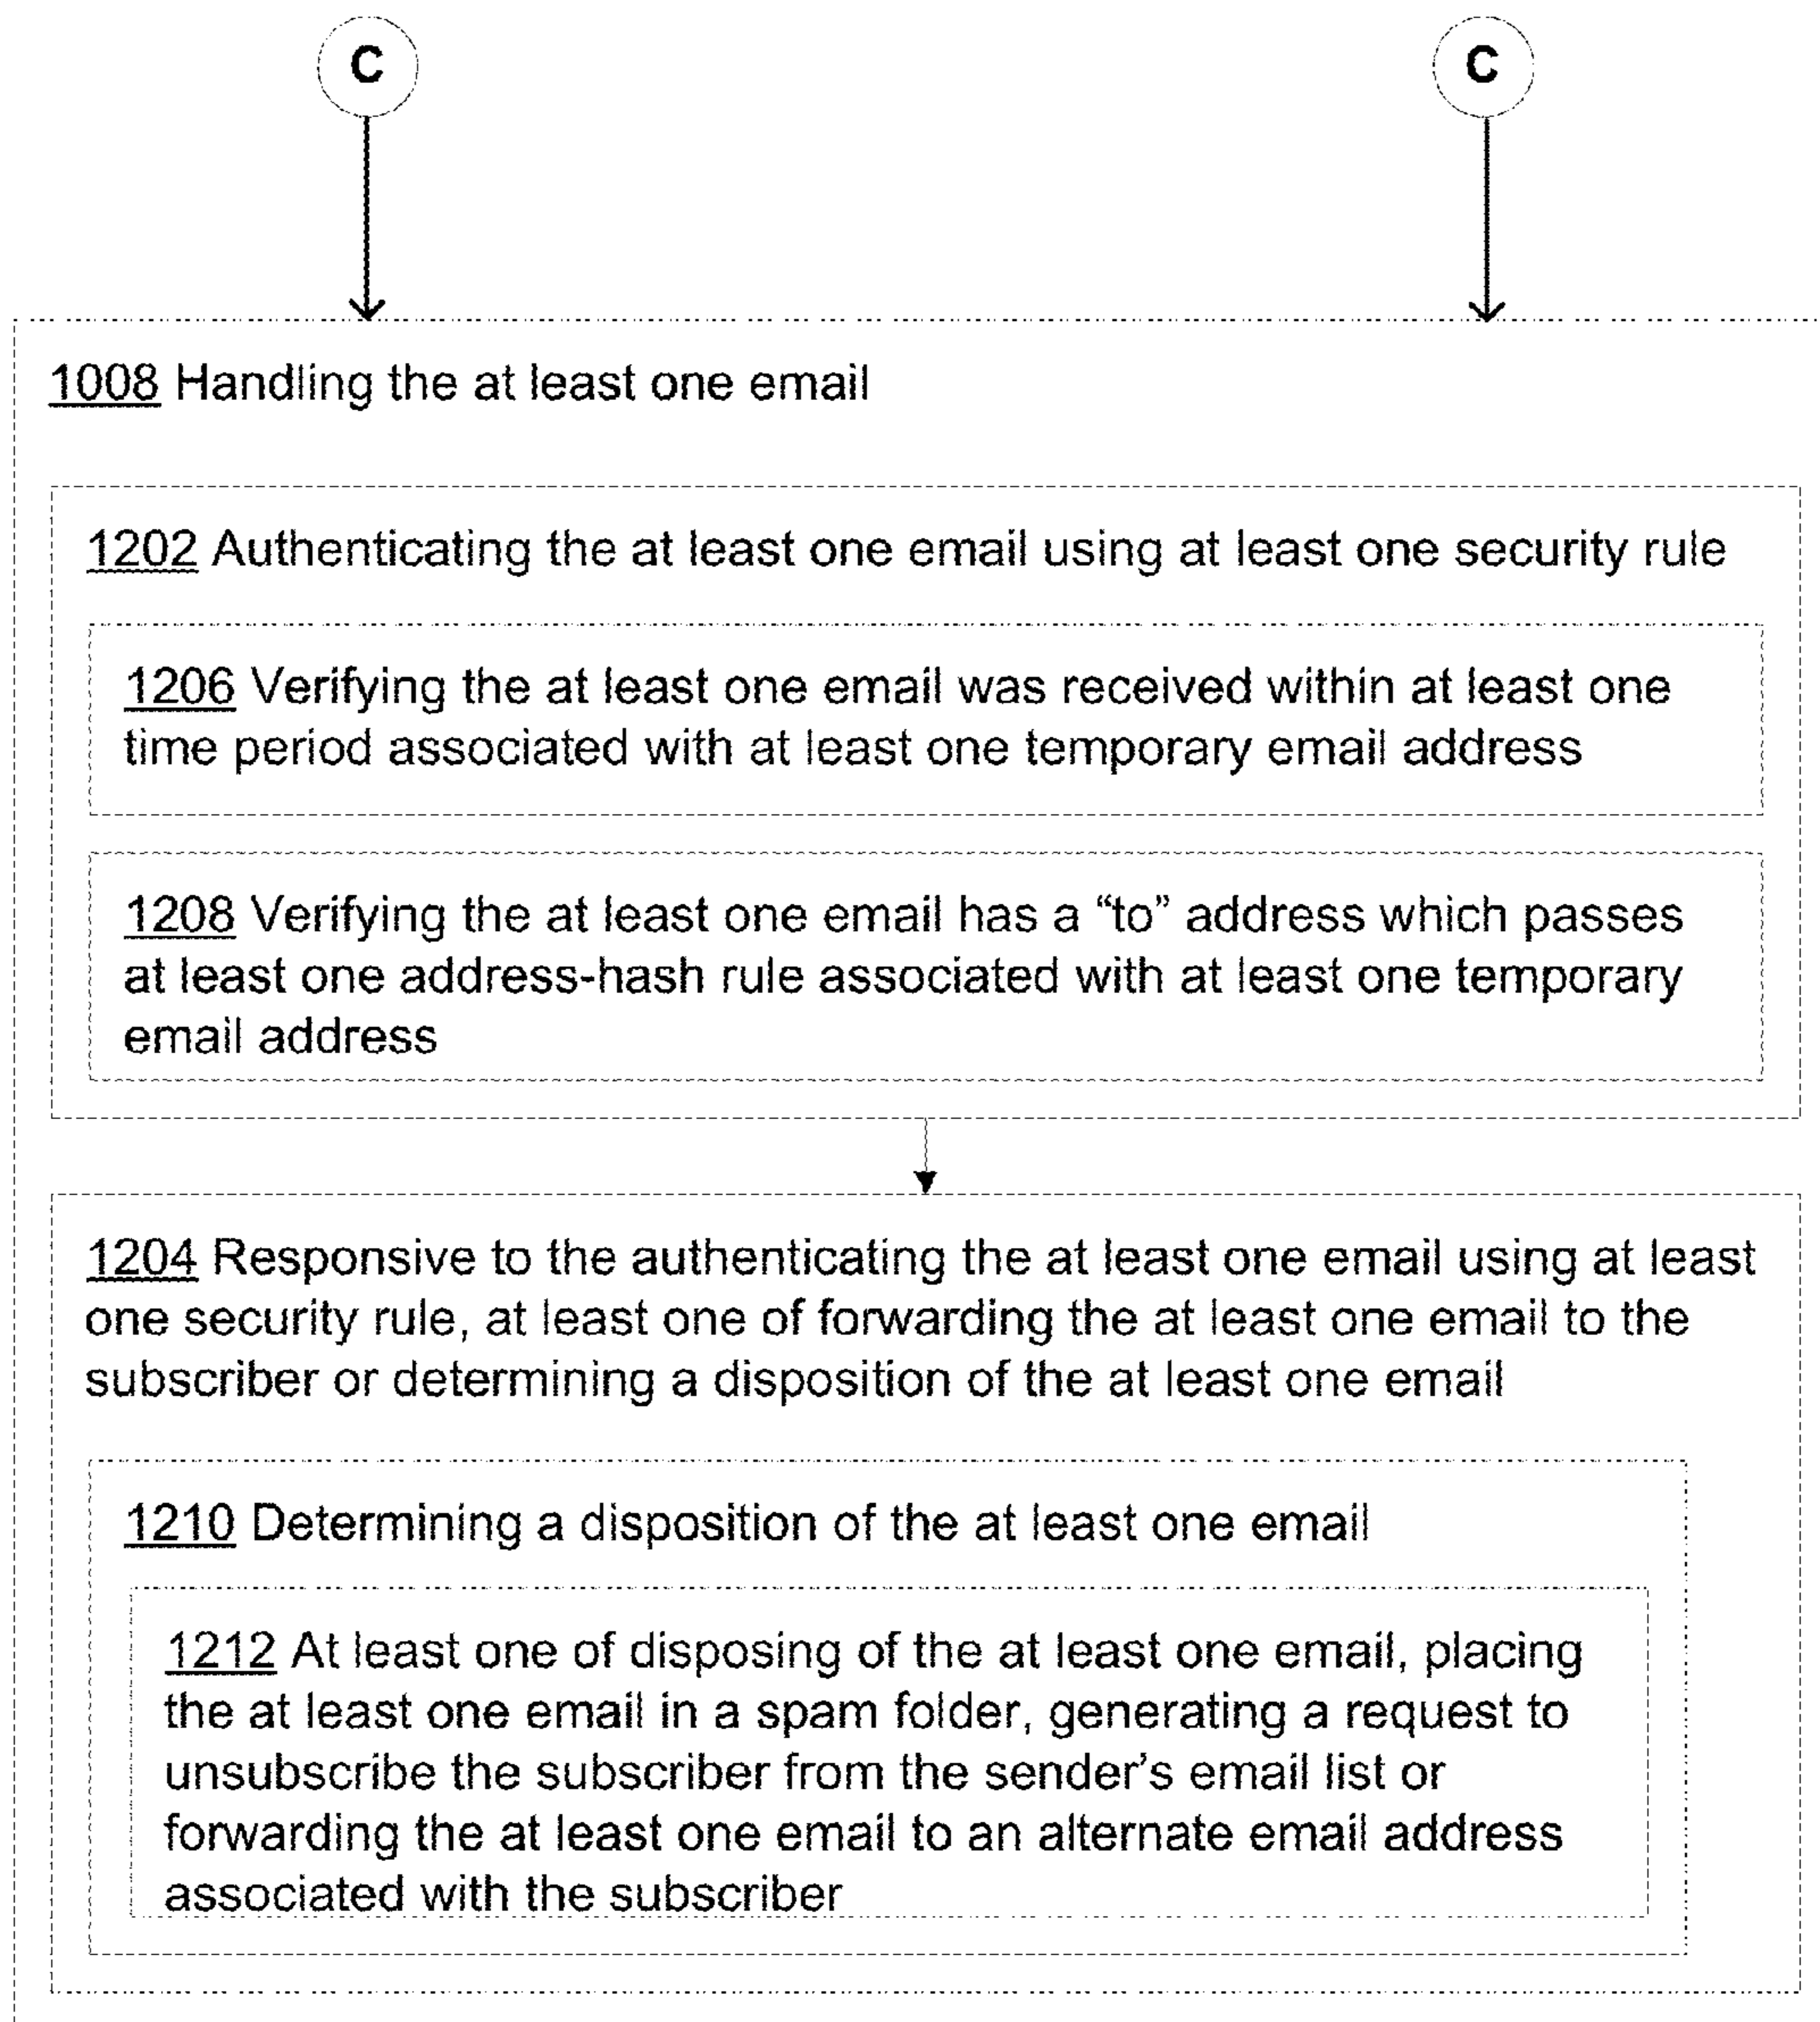 C
C
1008 Handling the at least one email
1202 Authenticating the at least one email using at least one security rule
1206 Verifying the at least one email was received within at least one
time period associated with at least one temporary email address
1208 Verifying the at least one email has a “to” address which passes
at least one address-hash rule associated with at least one temporary
email address
1204 Responsive to the authenticating the at least one email using at least
one security rule, at least one of forwarding the at least one email to the
subscriber or determining a disposition of the at least one email
1210 Determining a disposition of the at least one email
1212 At least one of disposing of the at least one email, placing
the at least one email in a spam folder, generating a request to
unsubscribe the subscriber from the sender’s email list or
forwarding the at least one email to an alternate email address
associated with the subscriber